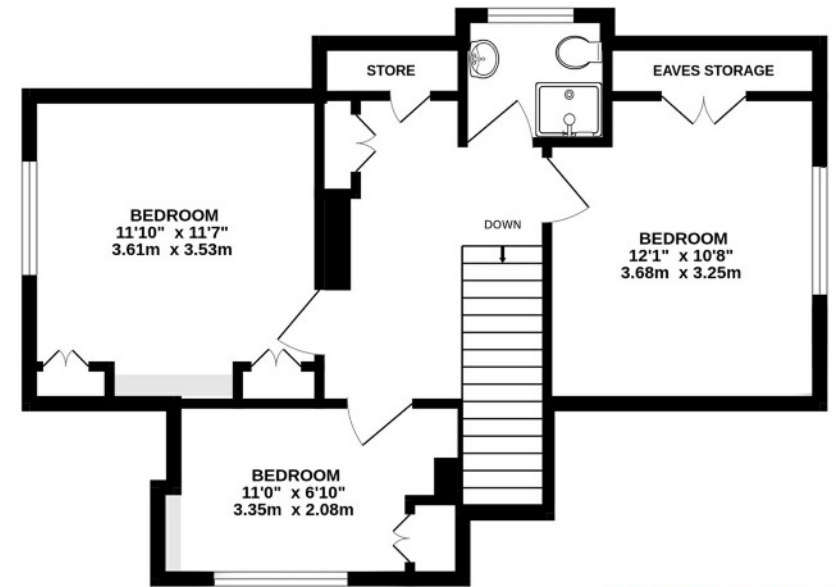 STORE
EAVES STORAGE
BEDROOM
11'10" x 11'7"
3.61m x 3.53m
DOWN
BEDROOM
12'1" x 10'8"
3.68m x 3.25m
BEDROOM
11'0" x 6'10"
3.35m x 2.08m